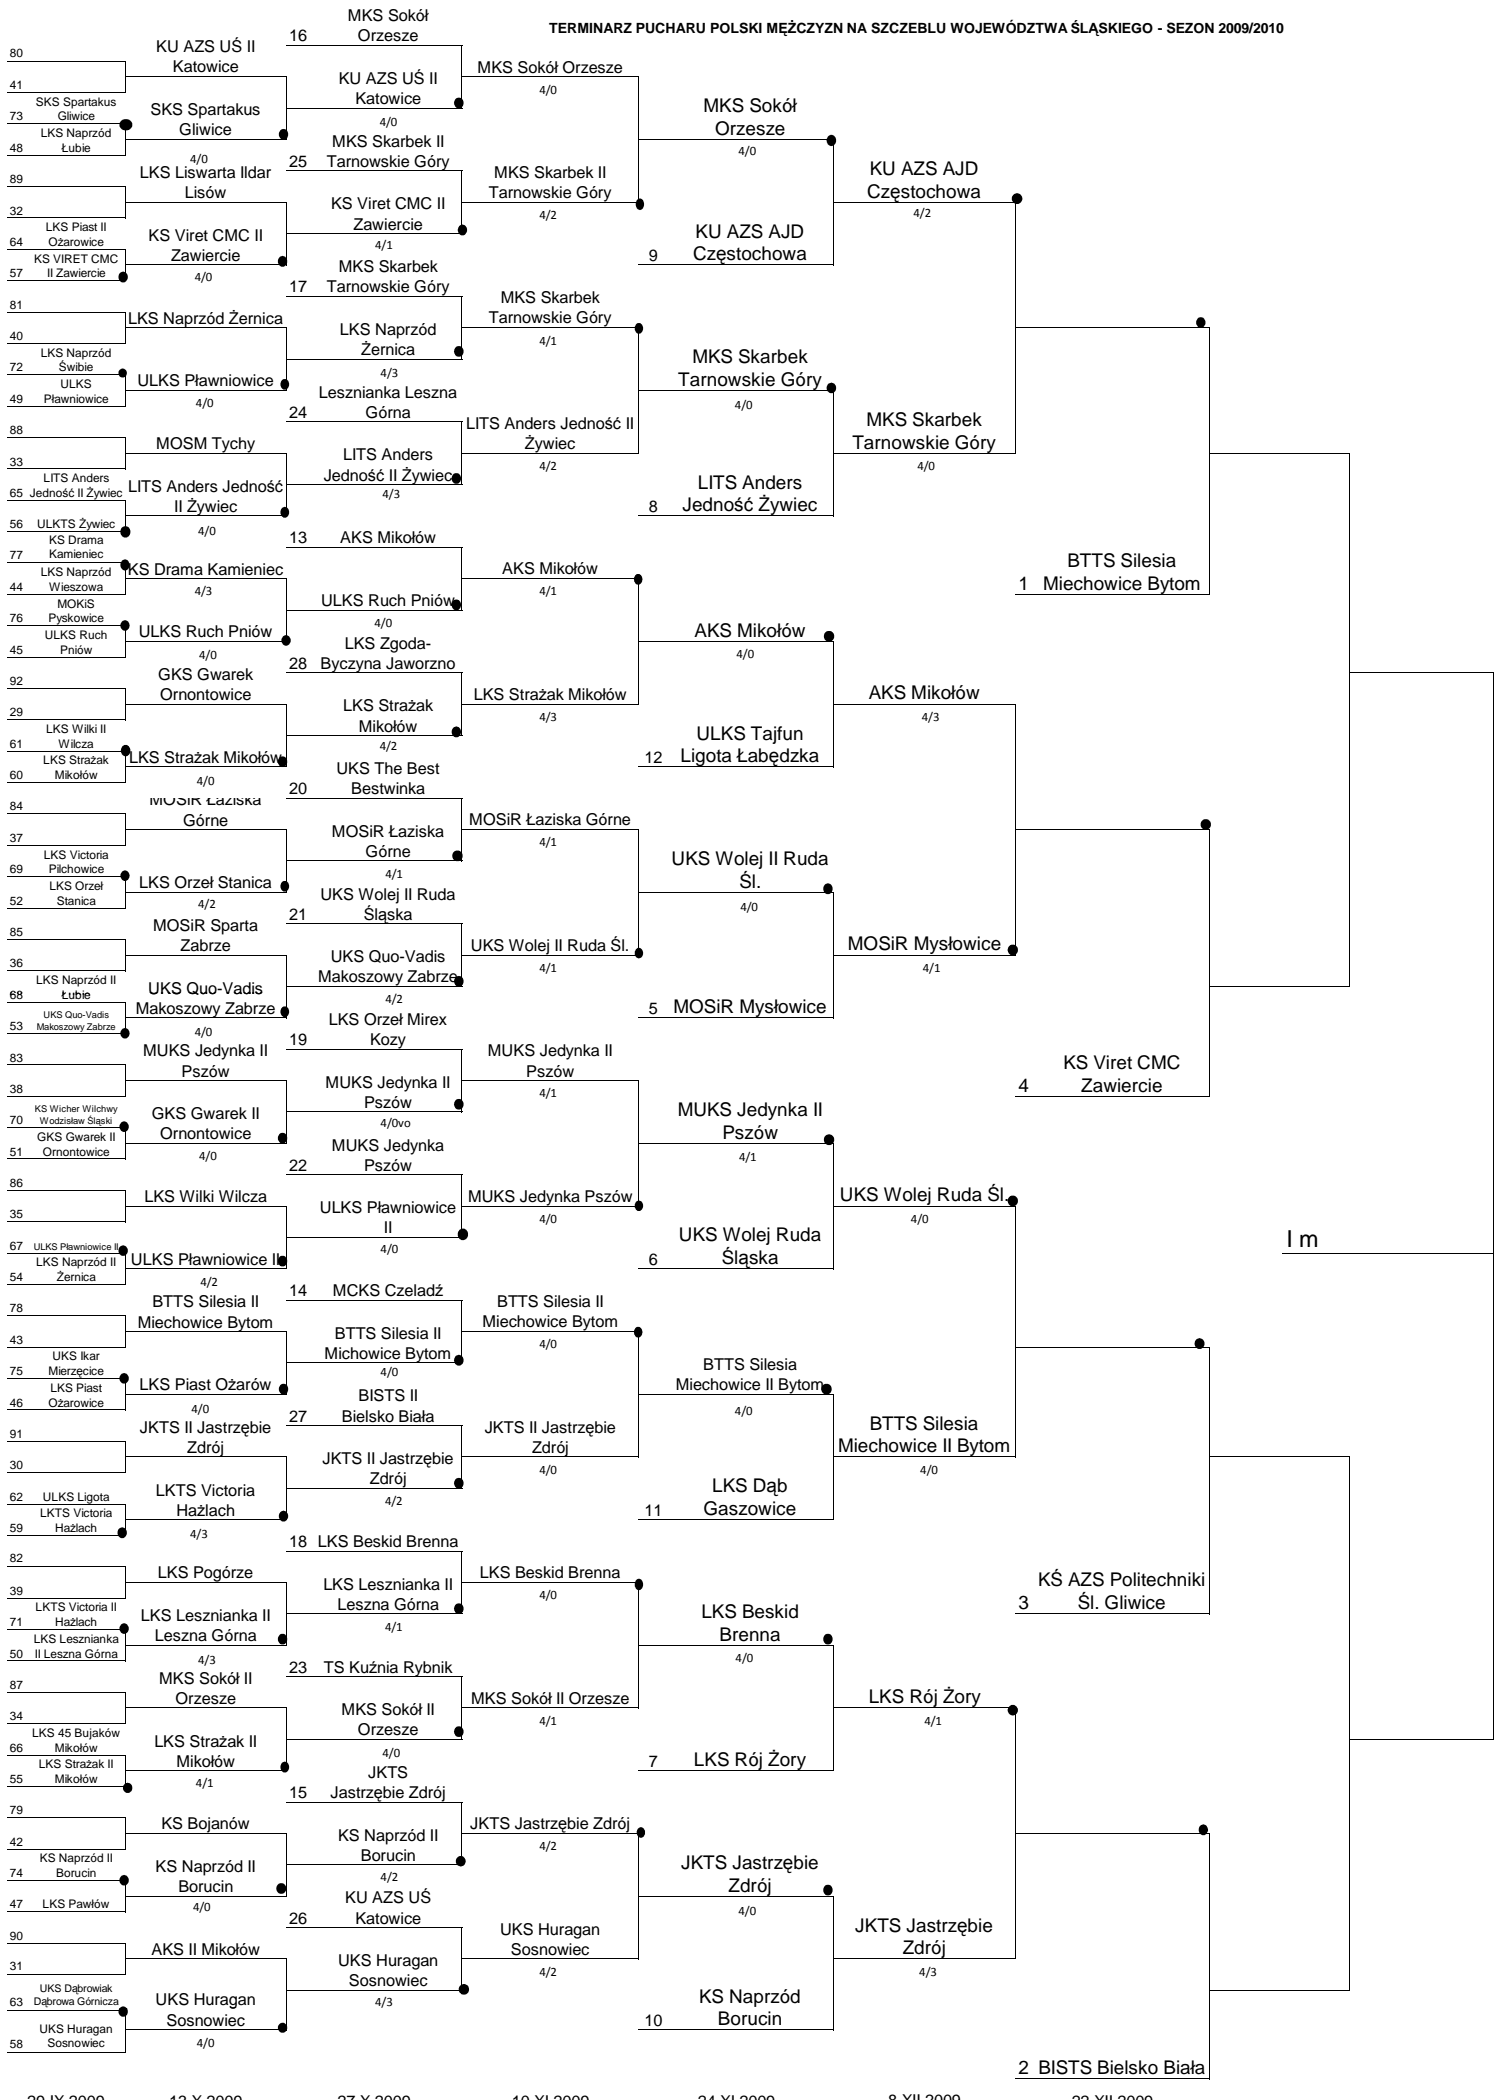 TERMINARZ PUCHARU POLSKI MĘŻCZYZN NA SZCZEBLU WOJEWÓDZTWA ŚLĄSKIEGO - SEZON 2009/2010
80
41
SKS Spartakus
73 Gliwice
LKS Naprzód
48 Łubie
89
32
LKS Piast II
64 Ożarowice
KS VIRET CMC
57 II Zawiercie
81
40
LKS Naprzód
72 Świbie
ULKS
49 Pławniowice
88
33
LITS Anders
65 Jedność II Żywiec
56 ULKTS Żywiec
KS Drama
77 Kamieniec
LKS Naprzód
44 Wieszowa
MOKiS
76 Pyskowice
ULKS Ruch
45 Pniów
92
29
LKS Wilki II
61 Wilcza
LKS Strażak
60 Mikołów
84
37
LKS Victoria
69 Pilchowice
LKS Orzeł
52 Stanica
85
36
LKS Naprzód II
68 Łubie
UKS Quo-Vadis
53 Makoszowy Zabrze
83
38
KS Wicher Wilchwy
70 Wodzisław Śląski
GKS Gwarek II
51 Ornontowice
86
35
67 ULKS Pławniowice II
LKS Naprzód II
54 Żernica
78
43
UKS Ikar
75 Mierzęcice
LKS Piast
46 Ożarowice
91
30
62 ULKS Ligota
LKTS Victoria
59 Hażlach
82
39
LKTS Victoria II
71 Hażlach
LKS Lesznianka
50 II Leszna Górna
87
34
LKS 45 Bujaków
66 Mikołów
LKS Strażak II
55 Mikołów
79
42
KS Naprzód II
74 Borucin
47 LKS Pawłów
90
31
UKS Dąbrowiak
63 Dąbrowa Górnicza
UKS Huragan
58 Sosnowiec
29 IX 2009
KU AZS UŚ II
Katowice
SKS Spartakus
Gliwice
4/0
LKS Liswarta Ildar
Lisów
KS Viret CMC II
Zawiercie
4/0
LKS Naprzód Żernica
ULKS Pławniowice
4/0
MOSM Tychy
LITS Anders Jedność
II Żywiec
4/0
KS Drama Kamieniec
4/3
ULKS Ruch Pniów
4/0
GKS Gwarek
Ornontowice
LKS Strażak Mikołów
4/0
MOSiR Łaziska
Górne
LKS Orzeł Stanica
4/2
MOSiR Sparta
Zabrze
UKS Quo-Vadis
Makoszowy Zabrze
4/0
MUKS Jedynka II
Pszów
GKS Gwarek II
Ornontowice
4/0
LKS Wilki Wilcza
ULKS Pławniowice II
4/2
BTTS Silesia II
Miechowice Bytom
LKS Piast Ożarów
4/0
JKTS II Jastrzębie
Zdrój
LKTS Victoria
Hażlach
4/3
LKS Pogórze
LKS Lesznianka II
Leszna Górna
4/3
MKS Sokół II
Orzesze
LKS Strażak II
Mikołów
4/1
KS Bojanów
KS Naprzód II
Borucin
4/0
AKS II Mikołów
UKS Huragan
Sosnowiec
4/0
13 X 2009
MKS Sokół
16 Orzesze
KU AZS UŚ II
Katowice
4/0
MKS Skarbek II
25 Tarnowskie Góry
KS Viret CMC II
Zawiercie
4/1
MKS Skarbek
17 Tarnowskie Góry
LKS Naprzód
Żernica
4/3
Lesznianka Leszna
24 Górna
LITS Anders
Jedność II Żywiec
4/3
13 AKS Mikołów
ULKS Ruch Pniów
4/0
LKS Zgoda-
28 Byczyna Jaworzno
LKS Strażak
Mikołów
4/2
UKS The Best
20 Bestwinka
MOSiR Łaziska
Górne
4/1
UKS Wolej II Ruda
21 Śląska
UKS Quo-Vadis
Makoszowy Zabrze
4/2
LKS Orzeł Mirex
19 Kozy
MUKS Jedynka II
Pszów
4/0vo
MUKS Jedynka
22 Pszów
ULKS Pławniowice
II
4/0
14 MCKS Czeladź
BTTS Silesia II
Michowice Bytom
4/0
BISTS II
27 Bielsko Biała
JKTS II Jastrzębie
Zdrój
4/2
18 LKS Beskid Brenna
LKS Lesznianka II
Leszna Górna
4/1
23 TS Kuźnia Rybnik
MKS Sokół II
Orzesze
4/0
JKTS
15 Jastrzębie Zdrój
KS Naprzód II
Borucin
4/2
KU AZS UŚ
26 Katowice
UKS Huragan
Sosnowiec
4/3
27 X 2009
MKS Sokół Orzesze
4/0
MKS Skarbek II
Tarnowskie Góry
4/2
MKS Skarbek
Tarnowskie Góry
4/1
LITS Anders Jedność II
Żywiec
4/2
AKS Mikołów
4/1
LKS Strażak Mikołów
4/3
MOSiR Łaziska Górne
4/1
UKS Wolej II Ruda Śl.
4/1
MUKS Jedynka II
Pszów
4/1
MUKS Jedynka Pszów
4/0
BTTS Silesia II
Miechowice Bytom
4/0
JKTS II Jastrzębie
Zdrój
4/0
LKS Beskid Brenna
4/0
MKS Sokół II Orzesze
4/1
JKTS Jastrzębie Zdrój
4/2
UKS Huragan
Sosnowiec
4/2
10 XI 2009
MKS Sokół
Orzesze
4/0
KU AZS AJD
9 Częstochowa
MKS Skarbek
Tarnowskie Góry
4/0
LITS Anders
8 Jedność Żywiec
AKS Mikołów
4/0
ULKS Tajfun
12 Ligota Łabędzka
UKS Wolej II Ruda
Śl.
4/0
5 MOSiR Mysłowice
MUKS Jedynka II
Pszów
4/1
UKS Wolej Ruda
6 Śląska
BTTS Silesia
Miechowice II Bytom
4/0
LKS Dąb
11 Gaszowice
LKS Beskid
Brenna
4/0
7 LKS Rój Żory
JKTS Jastrzębie
Zdrój
4/0
KS Naprzód
10 Borucin
24 XI 2009
KU AZS AJD
Częstochowa
4/2
MKS Skarbek
Tarnowskie Góry
4/0
AKS Mikołów
4/3
MOSiR Mysłowice
4/1
UKS Wolej Ruda Śl.
4/0
BTTS Silesia
Miechowice II Bytom
4/0
LKS Rój Żory
4/1
JKTS Jastrzębie
Zdrój
4/3
8 XII 2009
BTTS Silesia
1 Miechowice Bytom
KS Viret CMC
4 Zawiercie
KŚ AZS Politechniki
3 Śl. Gliwice
2 BISTS Bielsko Biała
22 XII 2009
I m